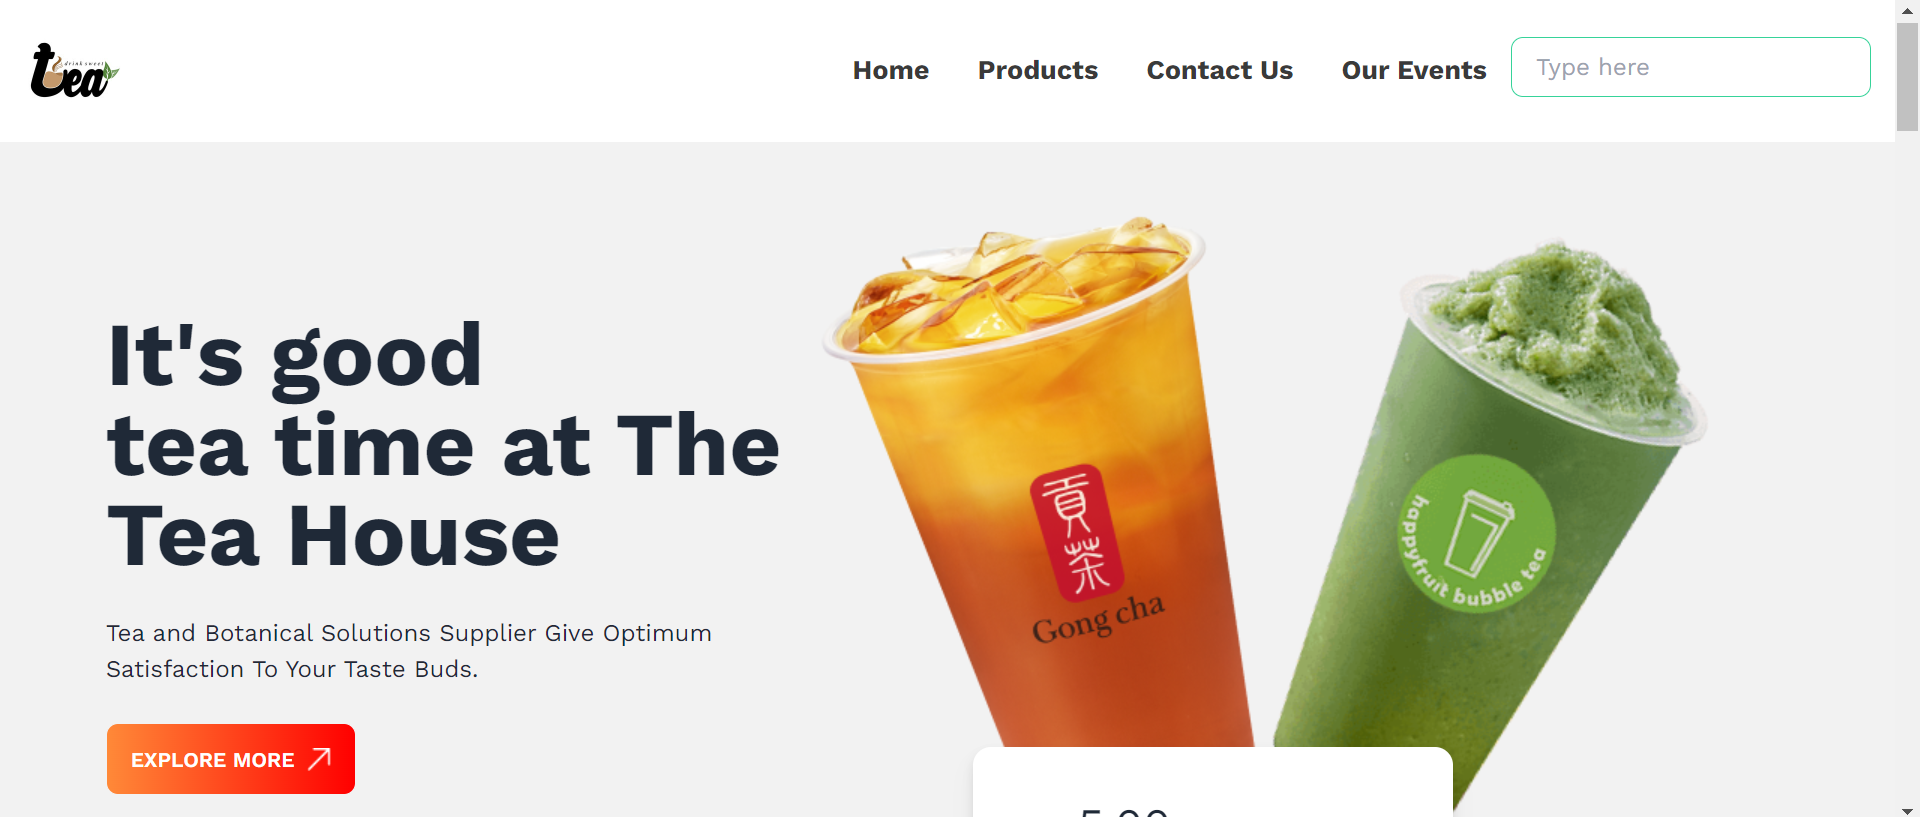 tea
drink sweet
Home
Products
Contact Us
Our Events
Type here
It's good
tea time at The
Tea House
Tea and Botanical Solutions Supplier Give Optimum
Satisfaction To Your Taste Buds.
EXPLORE MORE
貢茶
Gong cha
happyfruit bubble tea